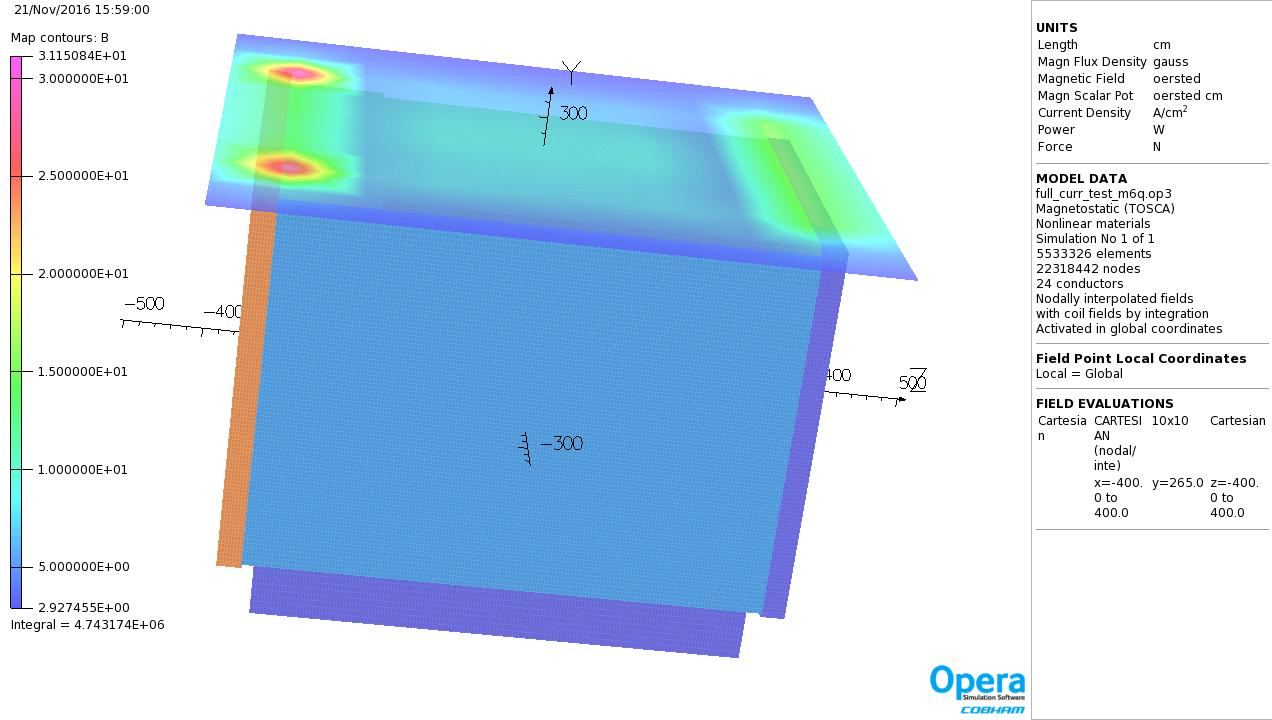 21/Nov/2016 15:59:00
Map contours: B
3.115084E+01
3.000000E+01
2.500000E+01
2.000000E+01
1.500000E+01
1.000000E+01
5.000000E+00
2.927455E+00
Integral = 4.743174E+06
Y
300
−500
−400
400
500
Z
−300
UNITS
Length cm
Magn Flux Density gauss
Magnetic Field oersted
Magn Scalar Pot oersted cm
Current Density A/cm²
Power W
Force N
MODEL DATA
full_curr_test_m6q.op3
Magnetostatic (TOSCA)
Nonlinear materials
Simulation No 1 of 1
5533326 elements
22318442 nodes
24 conductors
Nodally interpolated fields
with coil fields by integration
Activated in global coordinates
Field Point Local Coordinates
Local = Global
FIELD EVALUATIONS
Cartesia CARTESI 10x10 Cartesian
n AN
(nodal/
inte)
x=-400. y=265.0 z=-400.
0 to 0 to
400.0 400.0
Opera
Simulation Software
COBHAM